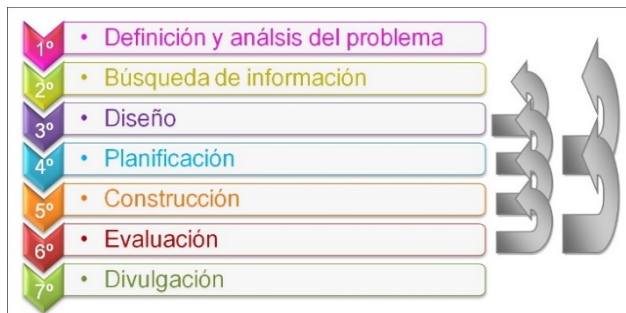 1º • Definición y análsis del problema
2º • Búsqueda de información
3º • Diseño
4º • Planificación
5º • Construcción
6º • Evaluación
7º • Divulgación